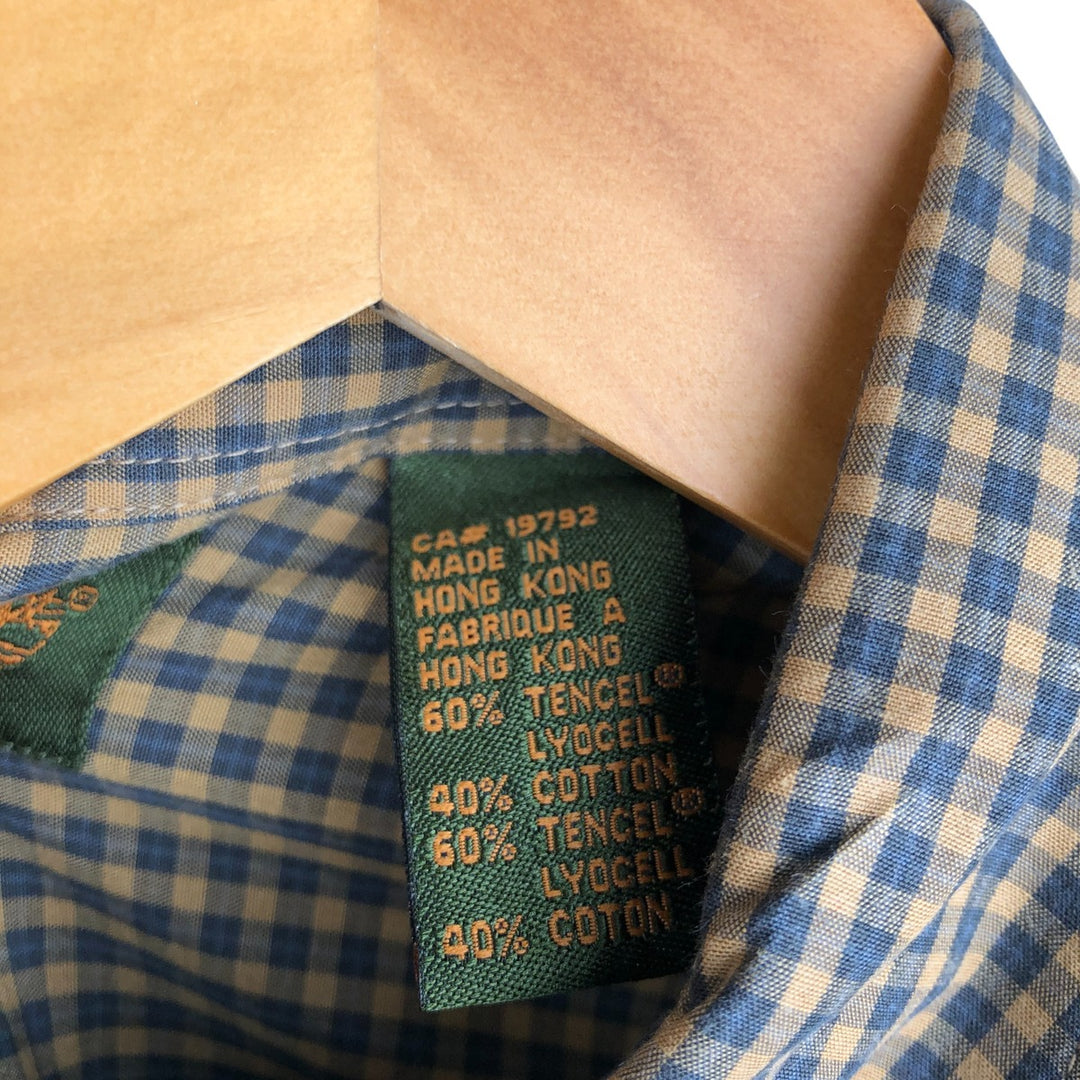 CA# 19792
MADE IN
HONG KONG
FABRIQUE A
HONG KONG
60% TENCEL®
LYOCELL
40% COTTON
60% TENCEL®
LYOCELL
40% COTON
®